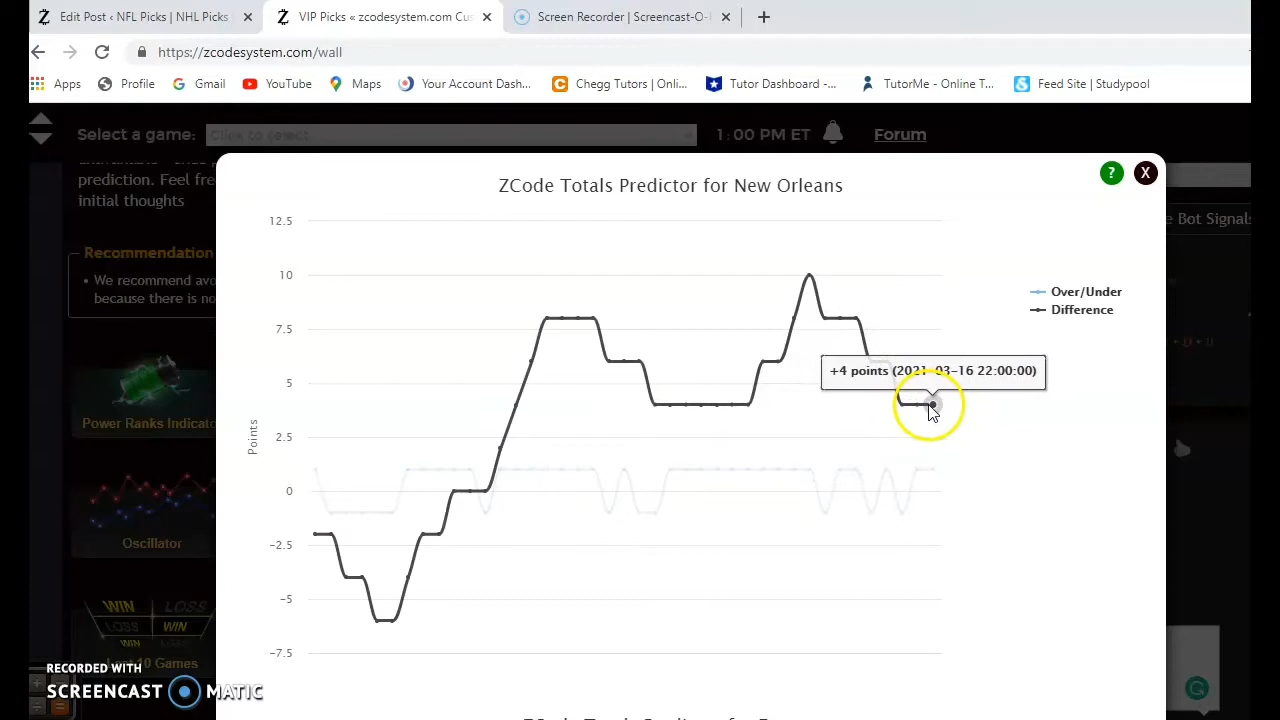 Edit Post ‹ NFL Picks | NHL Picks
VIP Picks « zcodesystem.com Cus
Screen Recorder | Screencast-O-
https://zcodesystem.com/wall
Apps Profile Gmail YouTube Maps Your Account Dash... Chegg Tutors | Onli... Tutor Dashboard -... TutorMe - Online T... Feed Site | Studypool
Select a game: Click to select 1:00 PM ET Forum
prediction. Feel fre
initial thoughts
Recommendation
• We recommend avo
because there is no
Power Ranks Indicato
Oscillator
WIN LOSS
LOSS WIN
WIN
Last 10 Games
e Bot Signals
? X
ZCode Totals Predictor for New Orleans
12.5
10
7.5
5
2.5
0
-2.5
-5
-7.5
Points
Over/Under
Difference
+4 points (2021-03-16 22:00:00)
RECORDED WITH
SCREENCAST MATIC